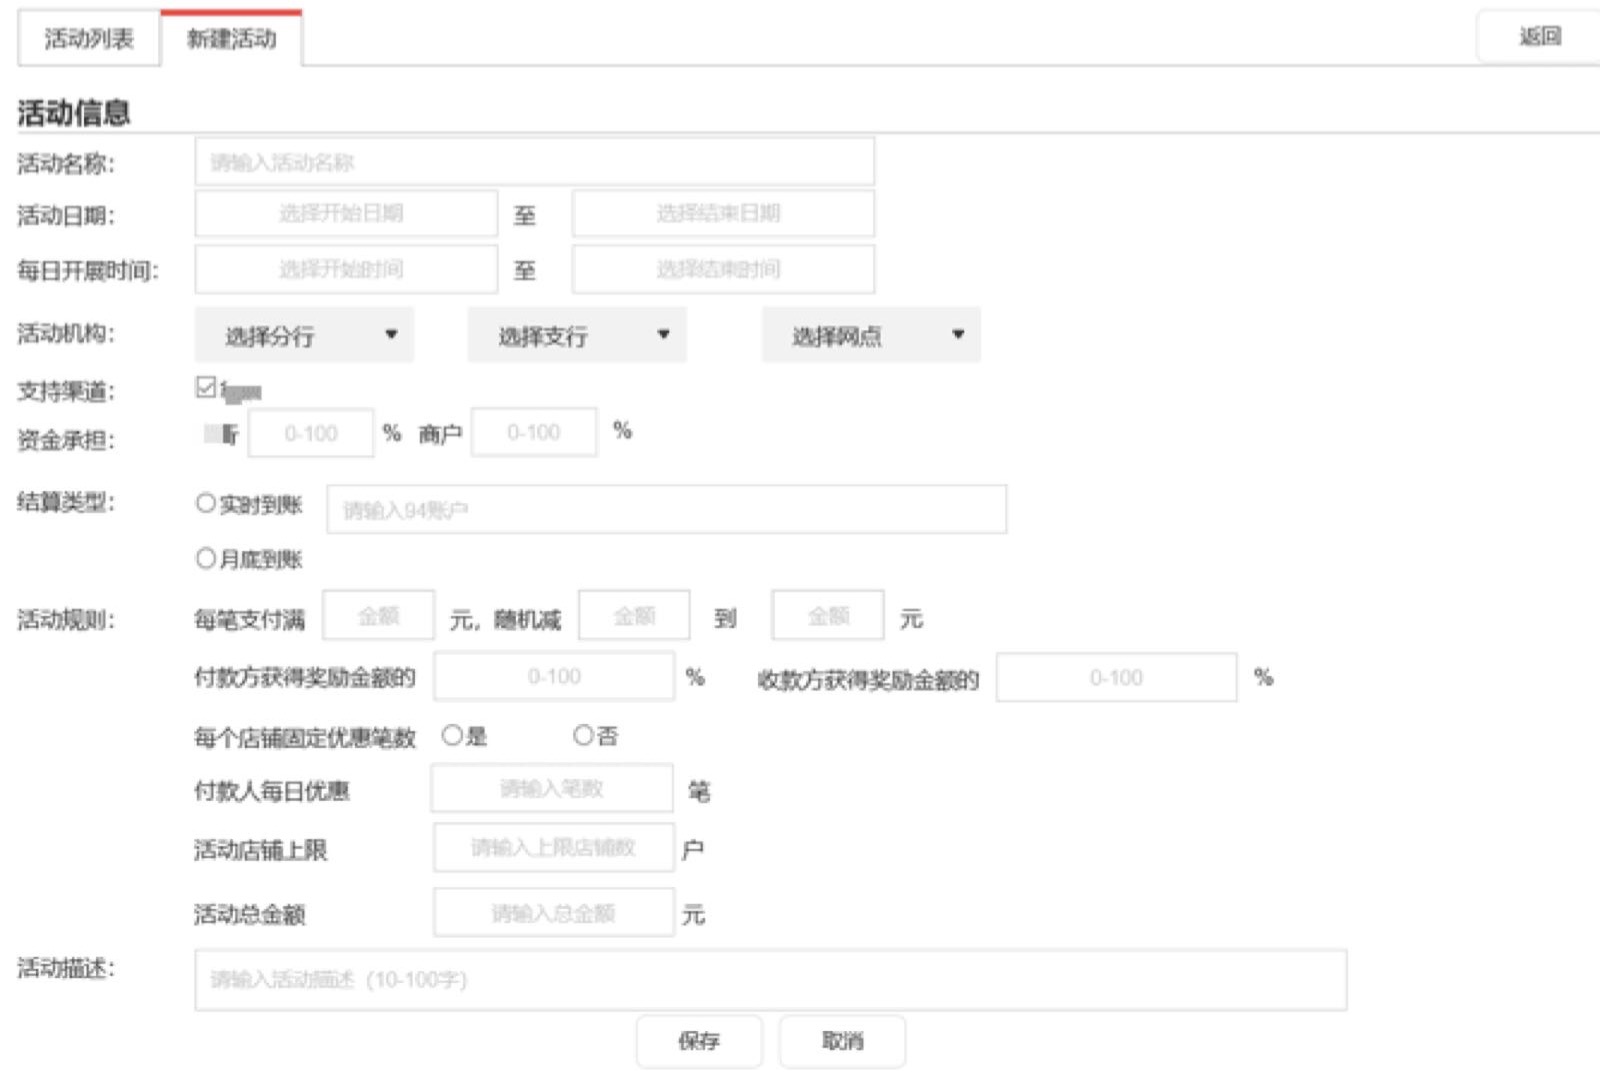 活动列表 新建活动 返回
活动信息
活动名称: 请输入活动名称
活动日期: 选择开始日期 至 选择结束日期
每日开展时间: 选择开始时间 至 选择结束时间
活动机构: 选择分行 选择支行 选择网点
支持渠道:
资金承担: 0-100 % 商户 0-100 %
结算类型: 实时到账 请输入94账户
月底到账
活动规则: 每笔支付满 金额 元, 随机减 金额 到 金额 元
付款方获得奖励金额的 0-100 % 收款方获得奖励金额的 0-100 %
每个店铺固定优惠笔数 是 否
付款人每日优惠 请输入笔数 笔
活动店铺上限 请输入上限店铺数 户
活动总金额 请输入总金额 元
活动描述: 请输入活动描述 (10-100字)
保存 取消